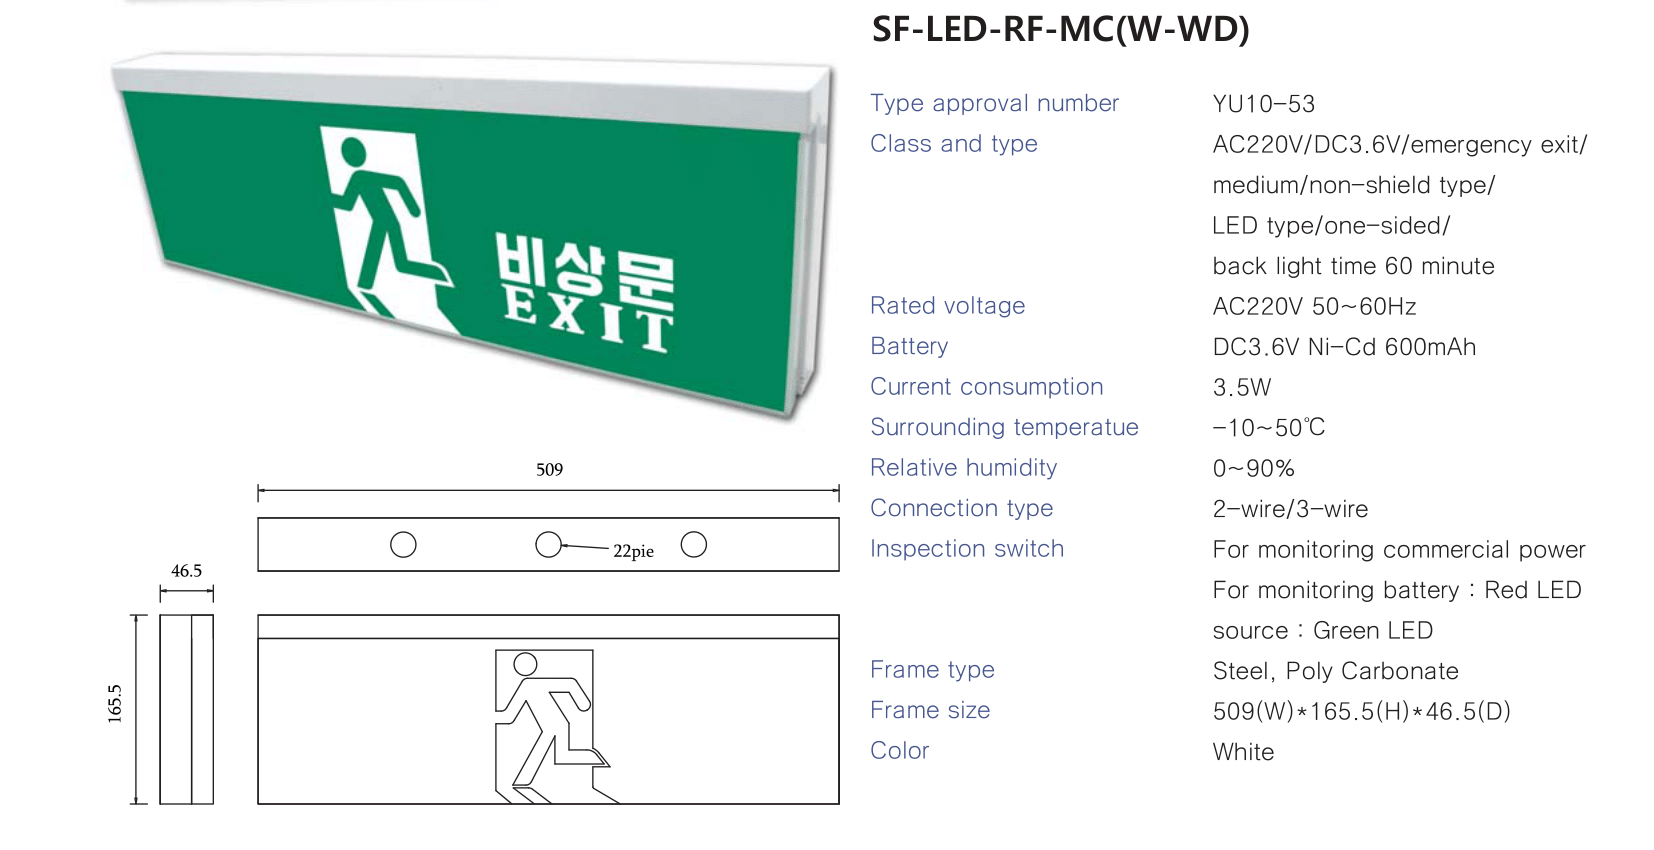 SF-LED-RF-MC(W-WD)
Type approval number YU10-53
Class and type AC220V/DC3.6V/emergency exit/
medium/non-shield type/
LED type/one-sided/
back light time 60 minute
Rated voltage AC220V 50~60Hz
Battery DC3.6V Ni-Cd 600mAh
Current consumption 3.5W
Surrounding temperatue -10~50℃
Relative humidity 0~90%
Connection type 2-wire/3-wire
Inspection switch For monitoring commercial power
For monitoring battery : Red LED
source : Green LED
Frame type Steel, Poly Carbonate
Frame size 509(W)*165.5(H)*46.5(D)
Color White
비상문
EXIT
509
22pie
46.5
165.5